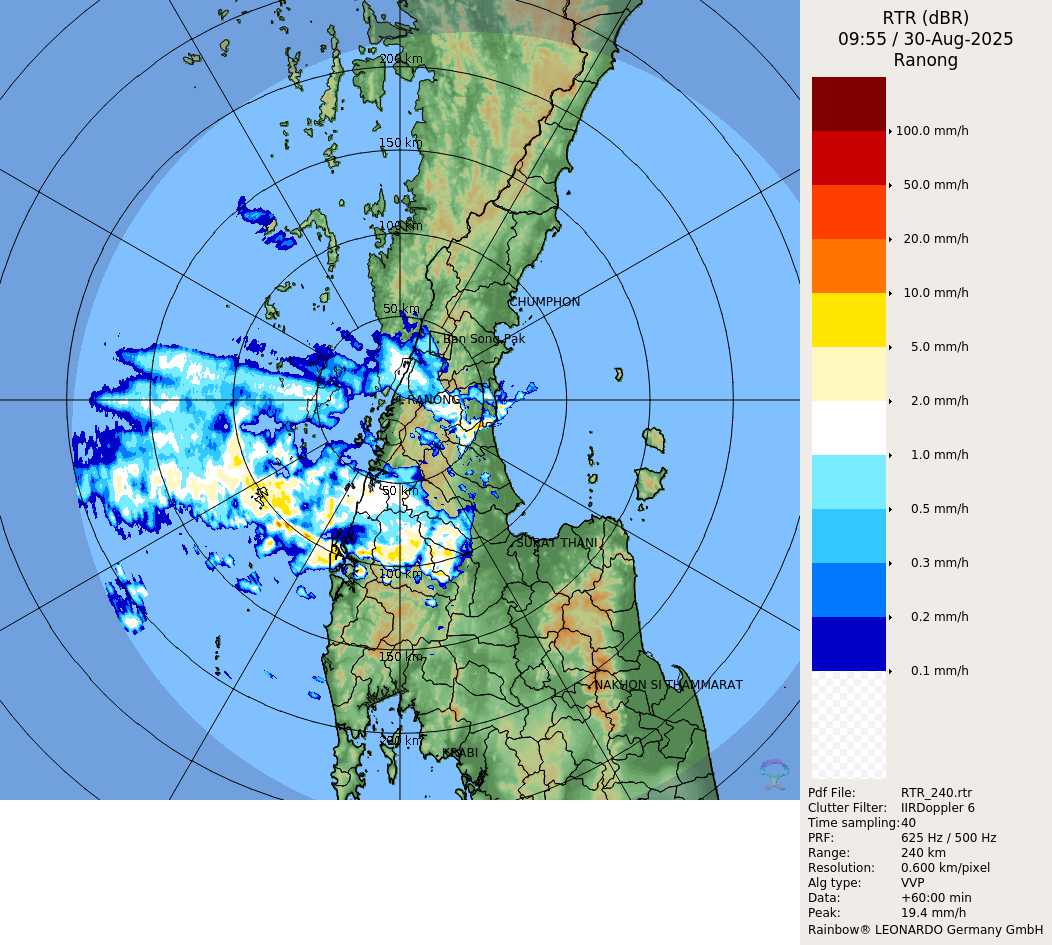 RTR (dBR)
09:55 / 30-Aug-2025
Ranong
200 km
150 km
100 km
50 km
CHUMPHON
Ban Song Pak
RANONG
50 km
SURAT THANI
100 km
150 km
NAKHON SI THAMMARAT
200 km
KRABI
100.0 mm/h
50.0 mm/h
20.0 mm/h
10.0 mm/h
5.0 mm/h
2.0 mm/h
1.0 mm/h
0.5 mm/h
0.3 mm/h
0.2 mm/h
0.1 mm/h
Pdf File: RTR_240.rtr
Clutter Filter: IIRDoppler 6
Time sampling: 40
PRF: 625 Hz / 500 Hz
Range: 240 km
Resolution: 0.600 km/pixel
Alg type: VVP
Data: +60:00 min
Peak: 19.4 mm/h
Rainbow® LEONARDO Germany GmbH